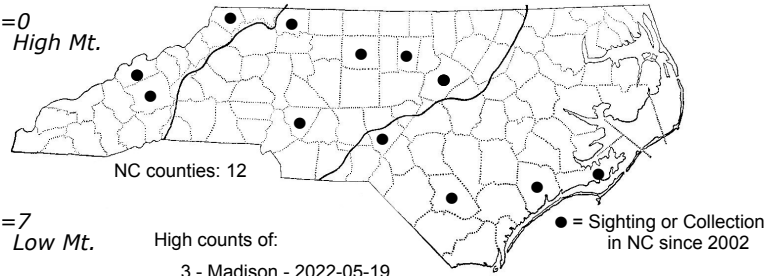 =0
High Mt.
NC counties: 12
=7
Low Mt.
High counts of:
3 - Madison - 2022-05-19
● = Sighting or Collection
in NC since 2002